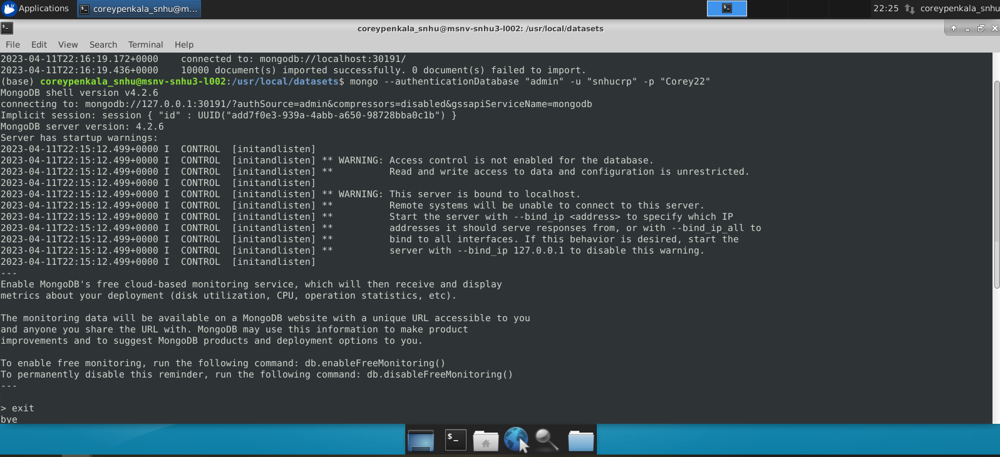 Applications
coreypenkala_snhu@m...
22:25
coreypenkala_snhu
coreypenkala_snhu@msnv-snhu3-l002: /usr/local/datasets
File Edit View Search Terminal Help
2023-04-11T22:16:19.172+0000    connected to: mongodb://localhost:30191/
2023-04-11T22:16:19.436+0000    10000 document(s) imported successfully. 0 document(s) failed to import.
(base) coreypenkala_snhu@msnv-snhu3-l002:/usr/local/datasets$ mongo --authenticationDatabase "admin" -u "snhucrp" -p "Corey22"
MongoDB shell version v4.2.6
connecting to: mongodb://127.0.0.1:30191/?authSource=admin&compressors=disabled&gssapiServiceName=mongodb
Implicit session: session { "id" : UUID("add7f0e3-939a-4abb-a650-98728bba0c1b") }
MongoDB server version: 4.2.6
Server has startup warnings:
2023-04-11T22:15:12.499+0000 I  CONTROL  [initandlisten]
2023-04-11T22:15:12.499+0000 I  CONTROL  [initandlisten] ** WARNING: Access control is not enabled for the database.
2023-04-11T22:15:12.499+0000 I  CONTROL  [initandlisten] **          Read and write access to data and configuration is unrestricted.
2023-04-11T22:15:12.499+0000 I  CONTROL  [initandlisten]
2023-04-11T22:15:12.499+0000 I  CONTROL  [initandlisten] ** WARNING: This server is bound to localhost.
2023-04-11T22:15:12.499+0000 I  CONTROL  [initandlisten] **          Remote systems will be unable to connect to this server.
2023-04-11T22:15:12.499+0000 I  CONTROL  [initandlisten] **          Start the server with --bind_ip <address> to specify which IP
2023-04-11T22:15:12.499+0000 I  CONTROL  [initandlisten] **          addresses it should serve responses from, or with --bind_ip_all to
2023-04-11T22:15:12.499+0000 I  CONTROL  [initandlisten] **          bind to all interfaces. If this behavior is desired, start the
2023-04-11T22:15:12.499+0000 I  CONTROL  [initandlisten] **          server with --bind_ip 127.0.0.1 to disable this warning.
2023-04-11T22:15:12.499+0000 I  CONTROL  [initandlisten]
---
Enable MongoDB's free cloud-based monitoring service, which will then receive and display
metrics about your deployment (disk utilization, CPU, operation statistics, etc).
The monitoring data will be available on a MongoDB website with a unique URL accessible to you
and anyone you share the URL with. MongoDB may use this information to make product
improvements and to suggest MongoDB products and deployment options to you.
To enable free monitoring, run the following command: db.enableFreeMonitoring()
To permanently disable this reminder, run the following command: db.disableFreeMonitoring()
---
> exit
bye